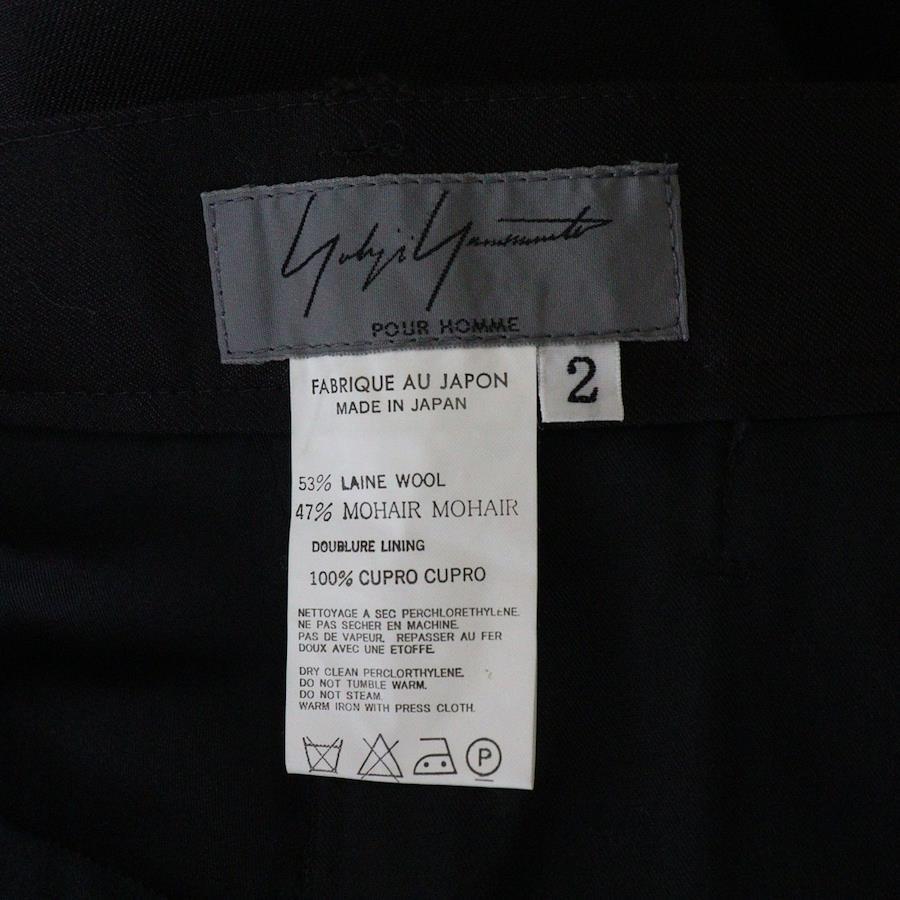 Yohji Yamamoto
POUR HOMME
2
FABRIQUE AU JAPON
MADE IN JAPAN
53% LAINE WOOL
47% MOHAIR MOHAIR
DOUBLURE LINING
100% CUPRO CUPRO
NETTOYAGE A SEC PERCHLORETHYLENE.
NE PAS SECHER EN MACHINE.
PAS DE VAPEUR. REPASSER AU FER
DOUX AVEC UNE ETOFFE.
DRY CLEAN PERCLORTHYLENE.
DO NOT TUMBLE WARM.
DO NOT STEAM.
WARM IRON WITH PRESS CLOTH.
P